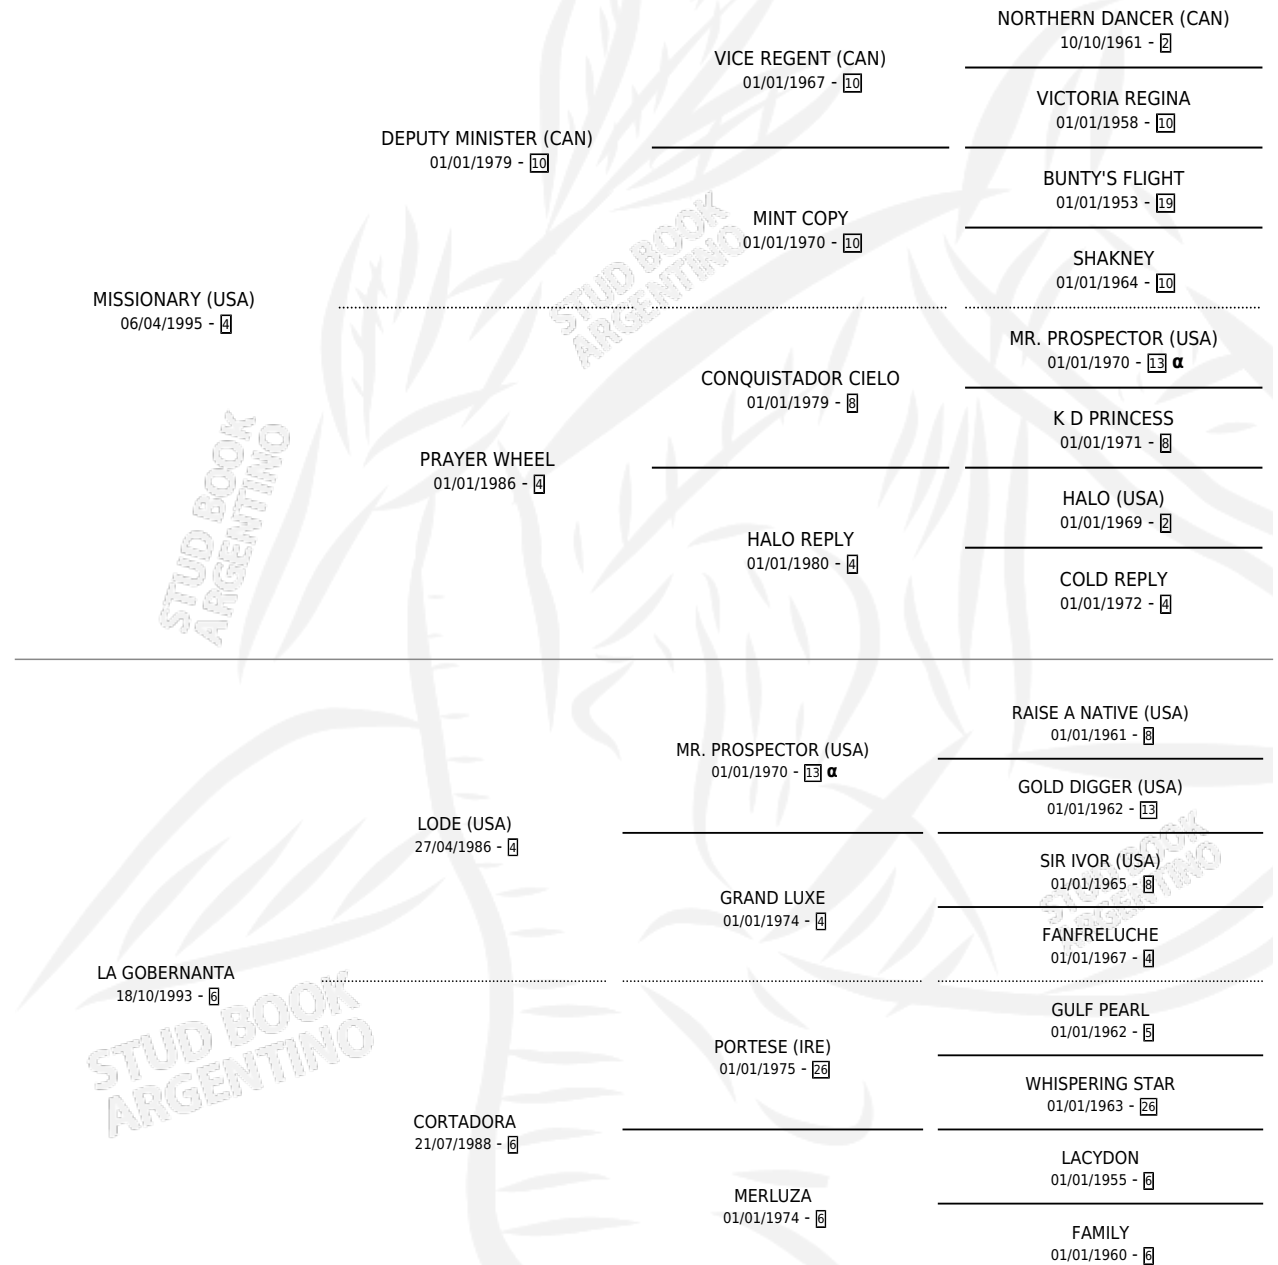 NORTHERN DANCER (CAN)
10/10/1961 - 2
VICE REGENT (CAN)
01/01/1967 - 10
VICTORIA REGINA
01/01/1958 - 10
DEPUTY MINISTER (CAN)
01/01/1979 - 10
BUNTY'S FLIGHT
01/01/1953 - 19
MINT COPY
01/01/1970 - 10
SHAKNEY
01/01/1964 - 10
MISSIONARY (USA)
06/04/1995 - 4
MR. PROSPECTOR (USA)
01/01/1970 - 13 α
CONQUISTADOR CIELO
01/01/1979 - 8
K D PRINCESS
01/01/1971 - 8
PRAYER WHEEL
01/01/1986 - 4
HALO (USA)
01/01/1969 - 2
HALO REPLY
01/01/1980 - 4
COLD REPLY
01/01/1972 - 4
RAISE A NATIVE (USA)
01/01/1961 - 8
MR. PROSPECTOR (USA)
01/01/1970 - 13 α
GOLD DIGGER (USA)
01/01/1962 - 13
LODE (USA)
27/04/1986 - 4
SIR IVOR (USA)
01/01/1965 - 8
GRAND LUXE
01/01/1974 - 4
FANFRELUCHE
01/01/1967 - 4
LA GOBERNANTA
18/10/1993 - 6
GULF PEARL
01/01/1962 - 5
PORTESE (IRE)
01/01/1975 - 26
WHISPERING STAR
01/01/1963 - 26
CORTADORA
21/07/1988 - 6
LACYDON
01/01/1955 - 6
MERLUZA
01/01/1974 - 6
FAMILY
01/01/1960 - 6
STUD BOOK
ARGENTINO
STUD BOOK
ARGENTINO
STUD BOOK
ARGENTINO
STUD BOOK
ARGENTINO